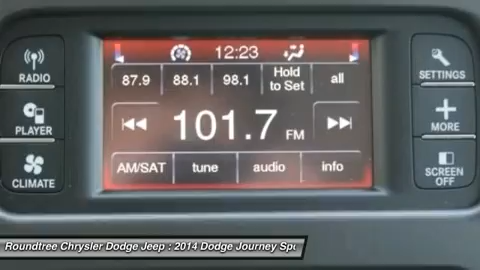 12:23
RADIO
SETTINGS
87.9 88.1 98.1 Hold to Set all
PLAYER
101.7 FM
MORE
CLIMATE
AM/SAT tune audio info
SCREEN OFF
Roundtree Chrysler Dodge Jeep : 2014 Dodge Journey